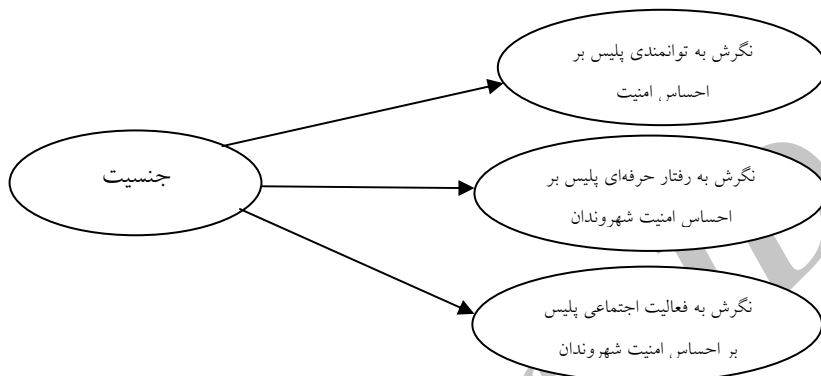 نگرش به توانمندی پلیس بر
احساس امنیت
جنسیت
نگرش به رفتار حرفه‌ای پلیس بر
احساس امنیت شهروندان
نگرش به فعالیت اجتماعی پلیس
بر احساس امنیت شهروندان